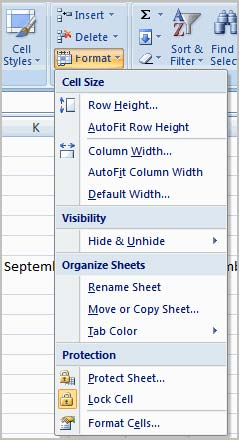 Insert
Σ
Cell
Styles
Delete
Sort &
Filter
Find
Selec
Format
Cell Size
K
Row Height...
AutoFit Row Height
Column Width...
AutoFit Column Width
Default Width...
Visibility
Hide & Unhide
Organize Sheets
Septemb
mb
Rename Sheet
Move or Copy Sheet...
Tab Color
Protection
Protect Sheet...
Lock Cell
Format Cells...